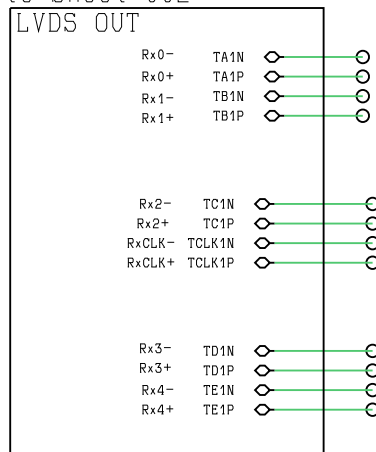 LVDS OUT
Rx0- TA1N
Rx0+ TA1P
Rx1- TB1N
Rx1+ TB1P
Rx2- TC1N
Rx2+ TC1P
RxCLK- TCLK1N
RxCLK+ TCLK1P
Rx3- TD1N
Rx3+ TD1P
Rx4- TE1N
Rx4+ TE1P